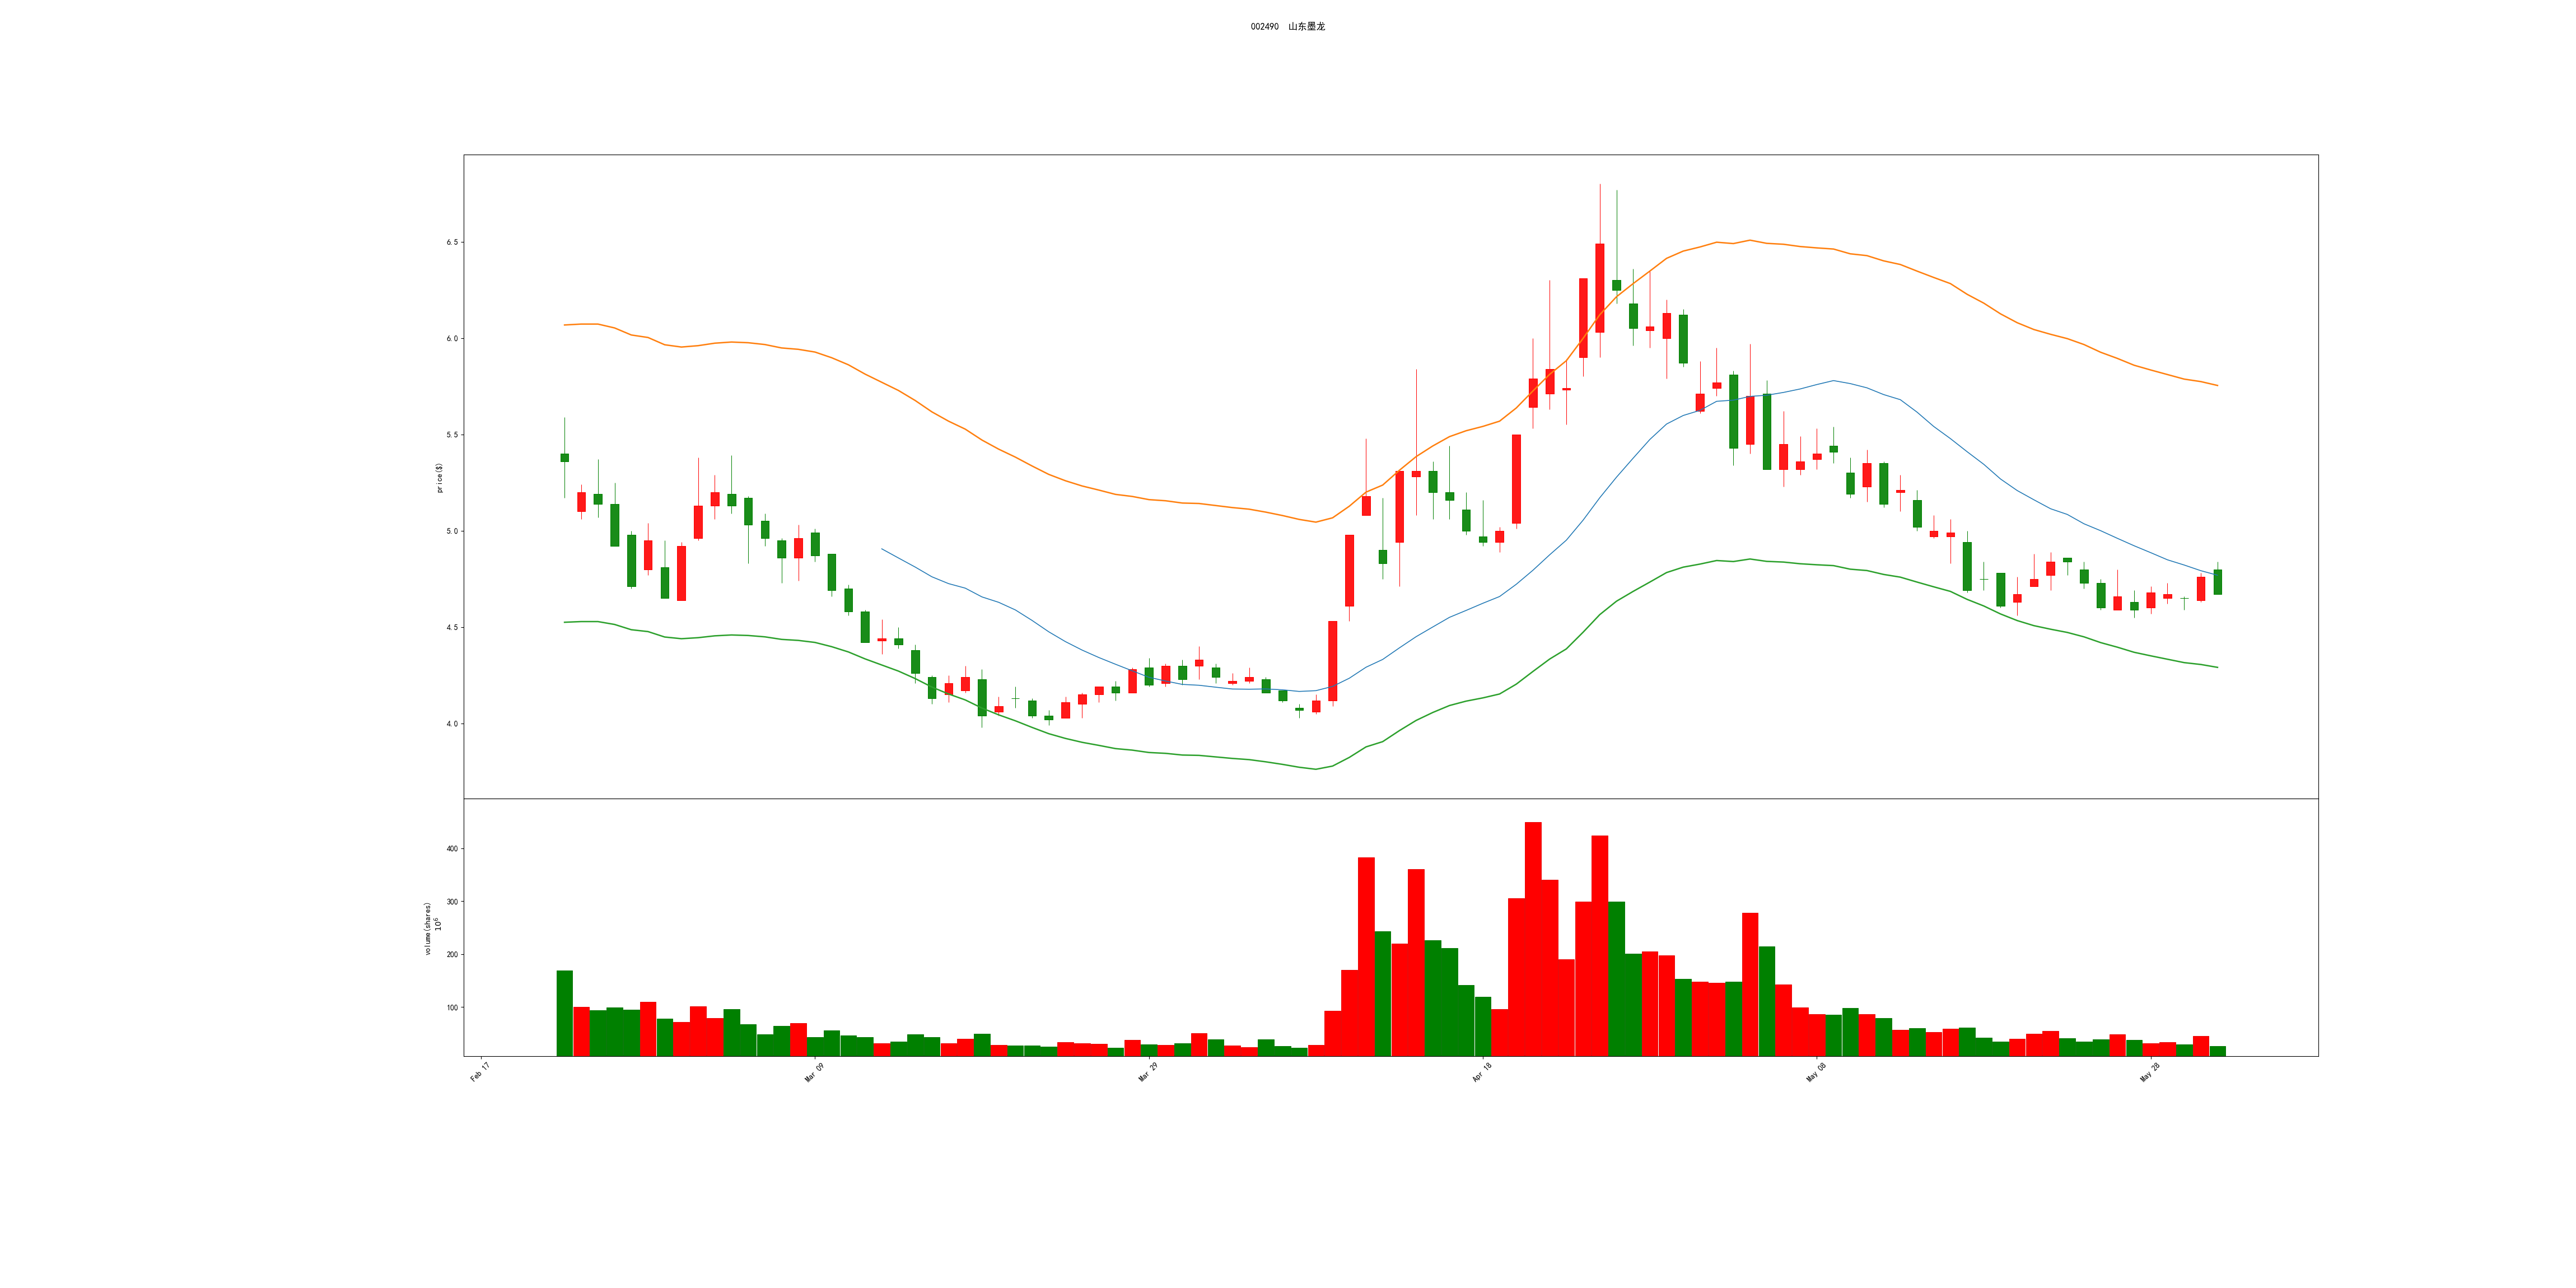 002490 山东墨龙
6.5
6.0
5.5
5.0
4.5
4.0
price($)
400
300
200
100
volume(shares)
10^6
Feb 17
Mar 09
Mar 29
Apr 18
May 08
May 28